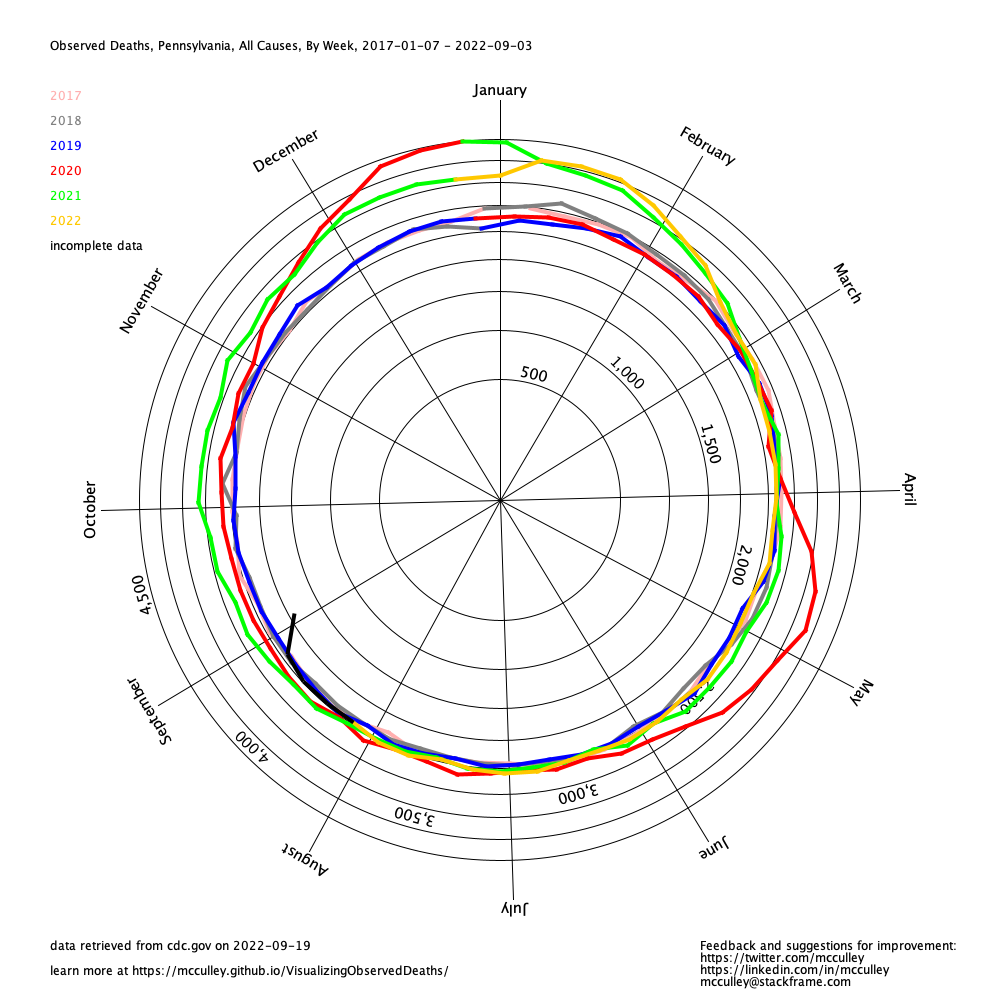 Observed Deaths, Pennsylvania, All Causes, By Week, 2017-01-07 - 2022-09-03
2017
2018
2019
2020
2021
2022
incomplete data
January
February
March
April
May
June
July
August
September
October
November
December
500
1,000
1,500
2,000
3,000
3,500
4,000
4,500
data retrieved from cdc.gov on 2022-09-19
learn more at https://mcculley.github.io/VisualizingObservedDeaths/
Feedback and suggestions for improvement:
https://twitter.com/mcculley
https://linkedin.com/in/mcculley
mcculley@stackframe.com